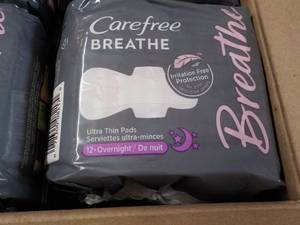 Carefree
BREATHE
Irritation Free
Protection
Breathe
Ultra Thin Pads
Serviettes ultra-minces
12-Overnight / De nuit